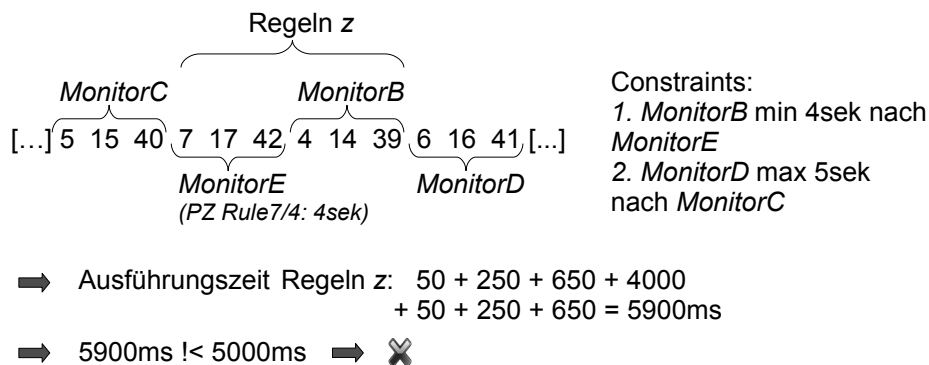 Regeln z
MonitorC MonitorB
[…] 5 15 40 7 17 42 4 14 39 6 16 41 [...]
MonitorE MonitorD
(PZ Rule7/4: 4sek)
Constraints:
1. MonitorB min 4sek nach
MonitorE
2. MonitorD max 5sek
nach MonitorC
Ausführungszeit Regeln z: 50 + 250 + 650 + 4000
+ 50 + 250 + 650 = 5900ms
5900ms !< 5000ms